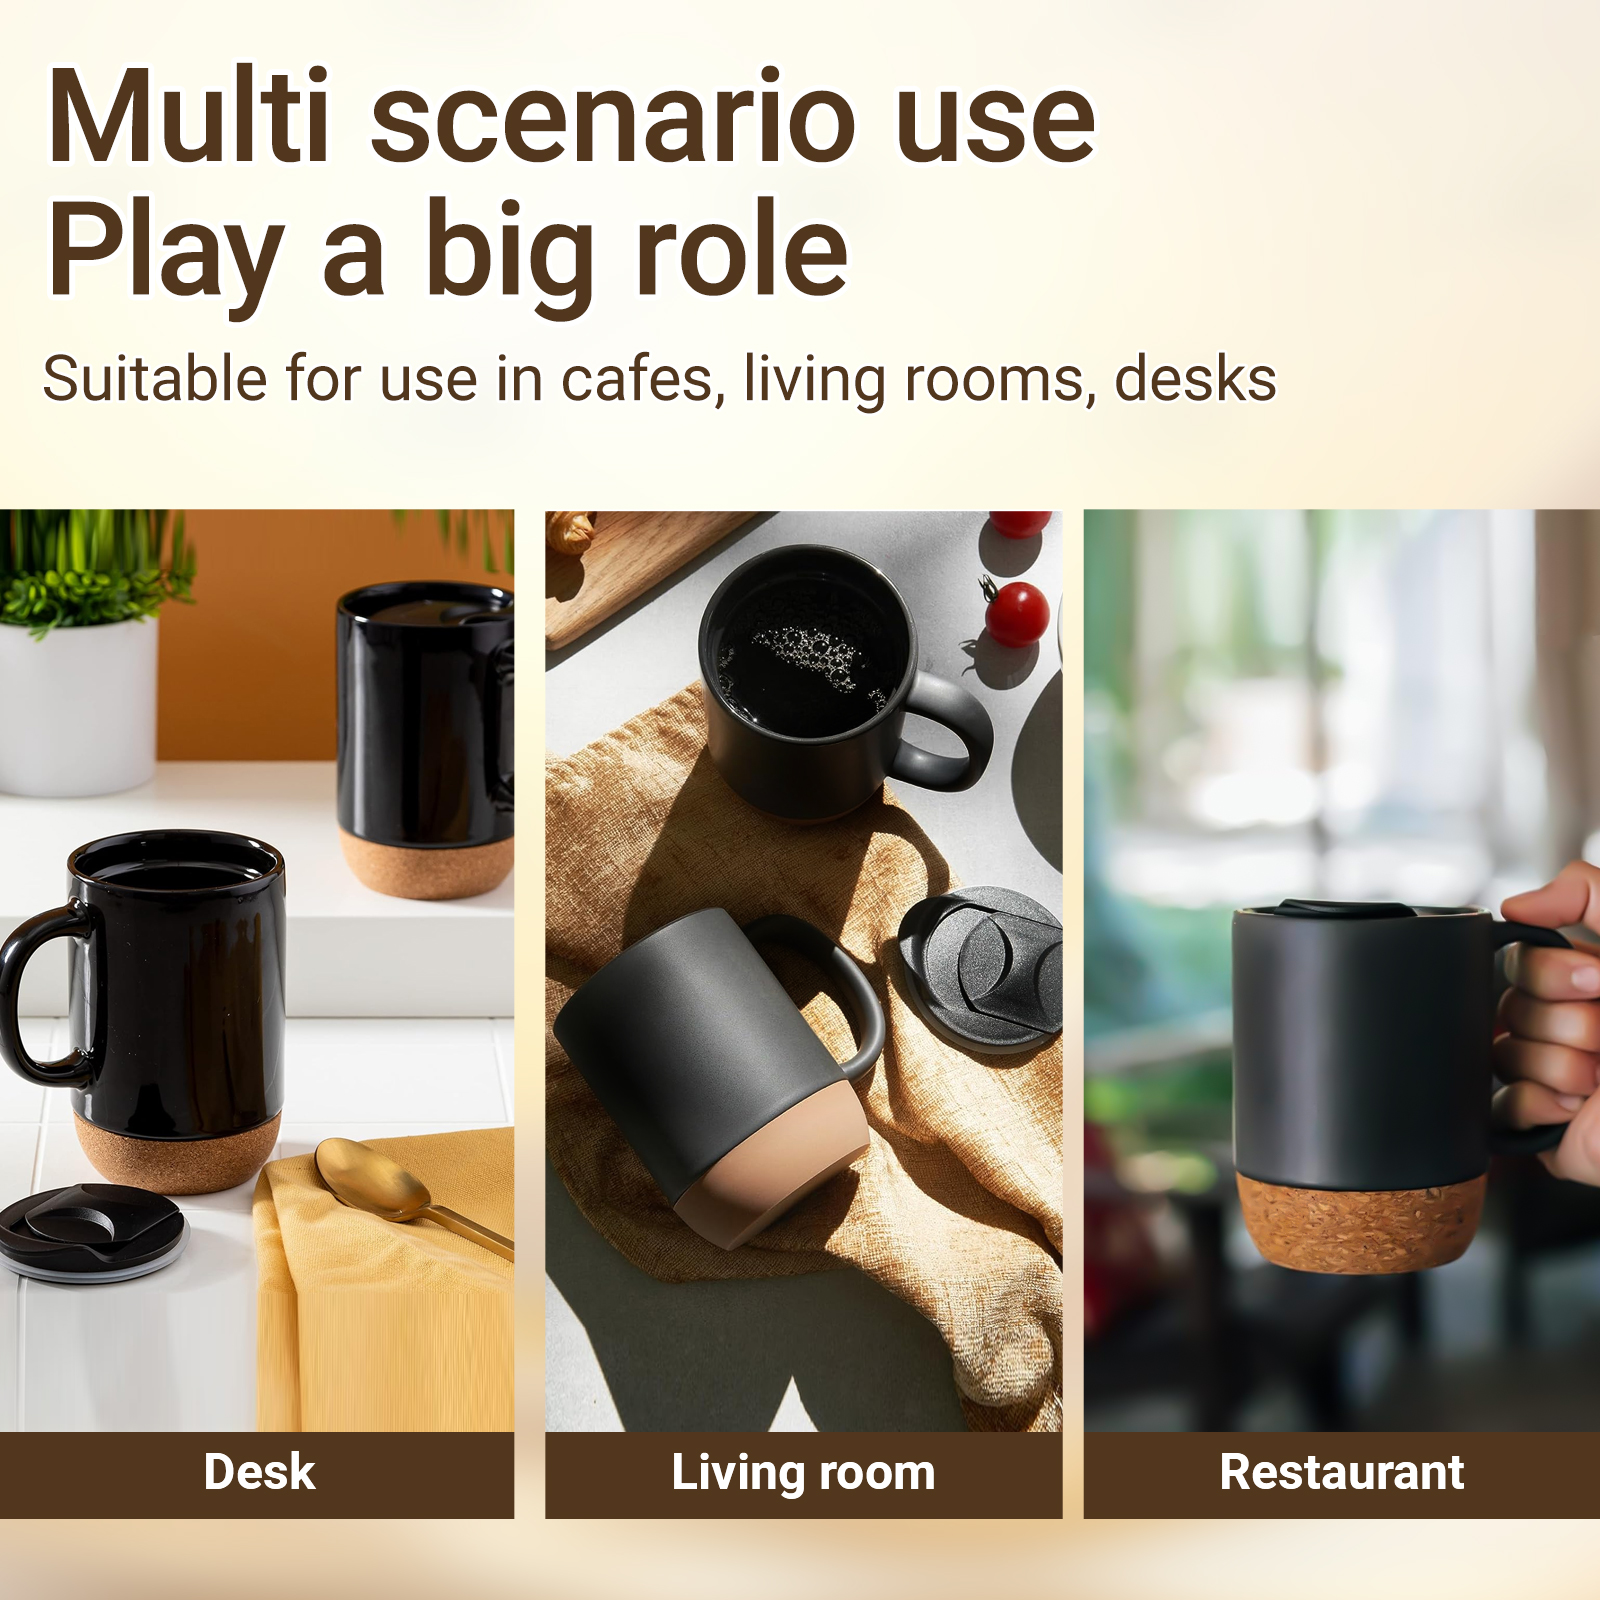 Multi scenario use
Play a big role
Suitable for use in cafes, living rooms, desks
Desk
Living room
Restaurant